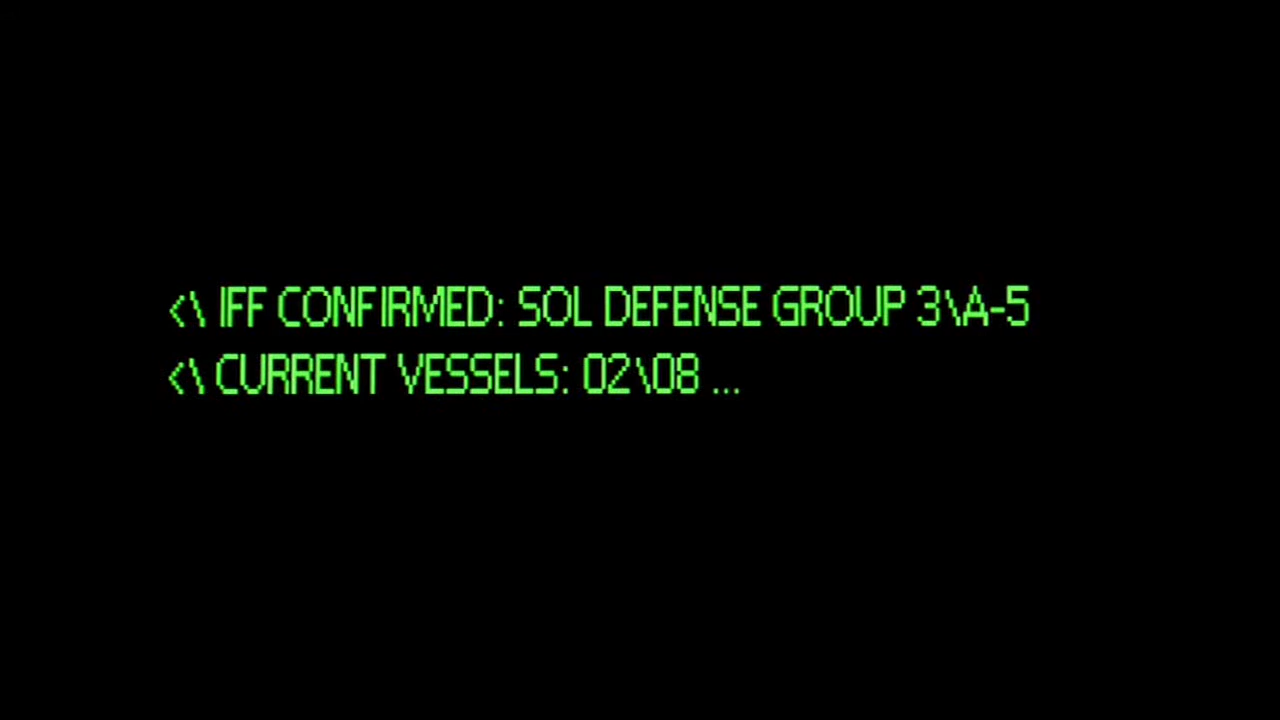 <\ IFF CONFIRMED: SOL DEFENSE GROUP 3\A-5
<\ CURRENT VESSELS: 02\08 ...